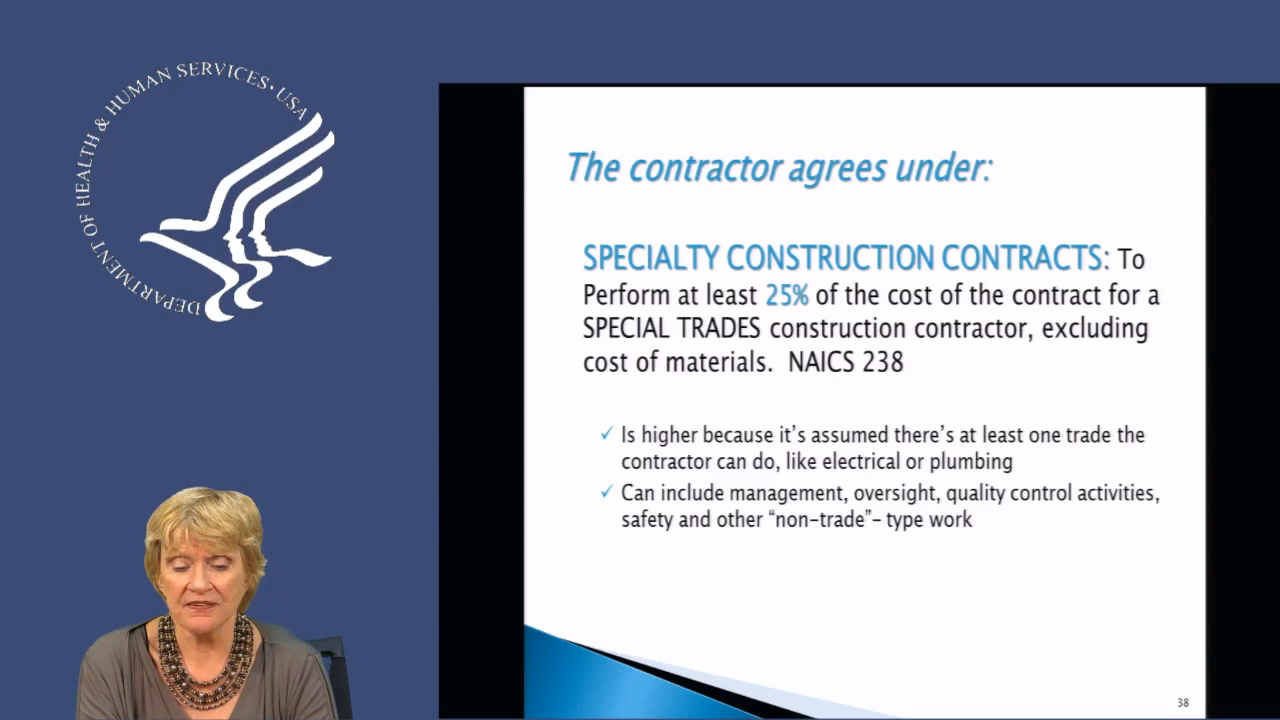 DEPARTMENT OF HEALTH & HUMAN SERVICES • USA
The contractor agrees under:
SPECIALTY CONSTRUCTION CONTRACTS: To
Perform at least 25% of the cost of the contract for a
SPECIAL TRADES construction contractor, excluding
cost of materials. NAICS 238
✓ Is higher because it's assumed there's at least one trade the
contractor can do, like electrical or plumbing
✓ Can include management, oversight, quality control activities,
safety and other “non-trade”- type work
38